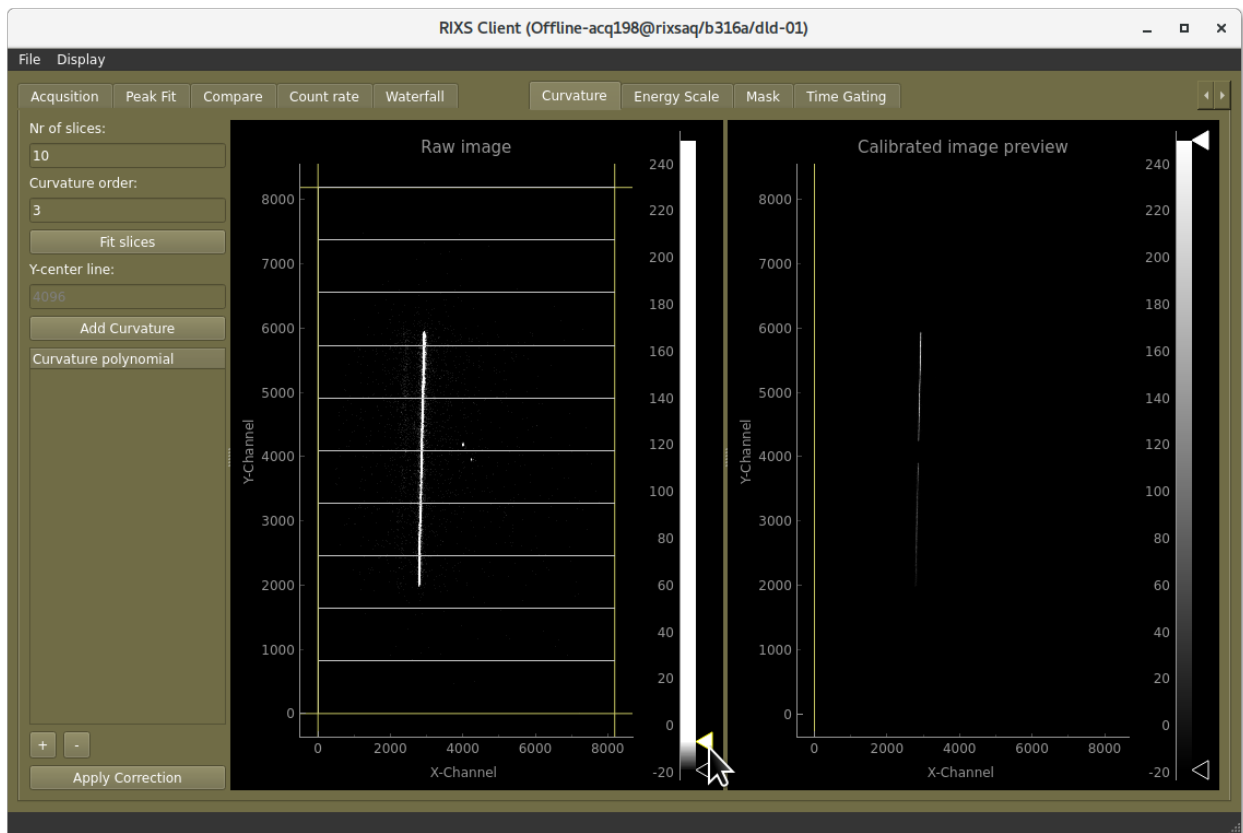 RIXS Client (Offline-acq198@rixsaq/b316a/dld-01)
File Display
Acqusition Peak Fit Compare Count rate Waterfall Curvature Energy Scale Mask Time Gating
Nr of slices:
10
Curvature order:
3
Fit slices
Y-center line:
4096
Add Curvature
Curvature polynomial
+ -
Apply Correction
Raw image
Y-Channel
8000
7000
6000
5000
4000
3000
2000
1000
0
0 2000 4000 6000 8000
X-Channel
240
220
200
180
160
140
120
100
80
60
40
20
0
-20
Calibrated image preview
Y-Channel
8000
7000
6000
5000
4000
3000
2000
1000
0
0 2000 4000 6000 8000
X-Channel
240
220
200
180
160
140
120
100
80
60
40
20
0
-20